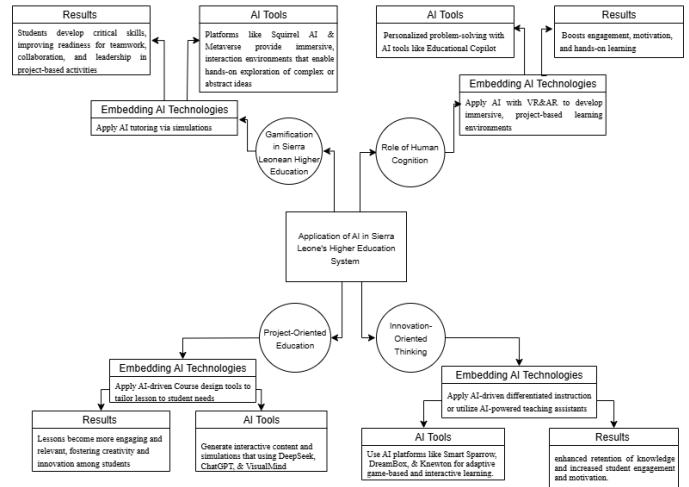 Results
Students develop critical skills,
improving readiness for teamwork,
collaboration, and leadership in
project-based activities
AI Tools
Platforms like Squirrel AI &
Metaverse provide immersive,
interaction environments that enable
hands-on exploration of complex or
abstract ideas
Embedding AI Technologies
Apply AI tutoring via simulations
Gamification
in Sierra
Leonean Higher
Education
AI Tools
Personalized problem-solving with
AI tools like Educational Copilot
Results
Boosts engagement, motivation,
and hands-on learning
Embedding AI Technologies
Apply AI with VR&AR to develop
immersive, project-based learning
environments
Role of Human
Cognition
Application of AI in Sierra
Leone's Higher Education
System
Project-Oriented
Education
Embedding AI Technologies
Apply AI-driven Course design tools to
tailor lesson to student needs
Results
Lessons become more engaging and
relevant, fostering creativity and
innovation among students
AI Tools
Generate interactive content and
simulations that using DeepSeek,
ChatGPT, & VisualMind
Innovation-
Oriented
Thinking
Embedding AI Technologies
Apply AI-driven differentiated instruction
or utilize AI-powered teaching assistants
AI Tools
Use AI platforms like Smart Sparrow,
DreamBox, & Knewton for adaptive
game-based and interactive learning.
Results
enhanced retention of knowledge
and increased student engagement
and motivation.